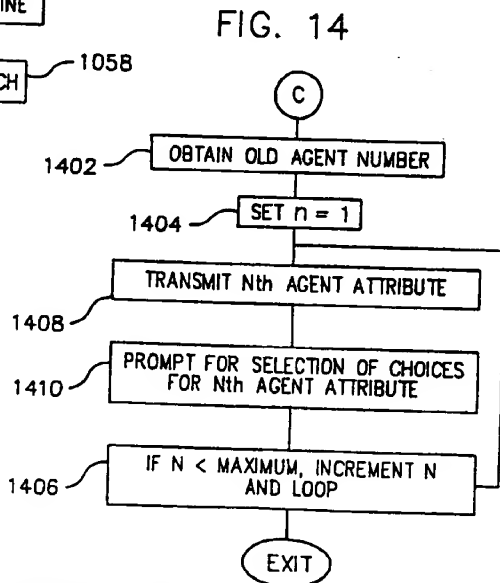 INE
FIG. 14
CH
1058
C
1402
OBTAIN OLD AGENT NUMBER
1404
SET n = 1
TRANSMIT Nth AGENT ATTRIBUTE
1408
PROMPT FOR SELECTION OF CHOICES
FOR Nth AGENT ATTRIBUTE
1410
IF N < MAXIMUM, INCREMENT N
AND LOOP
1406
EXIT